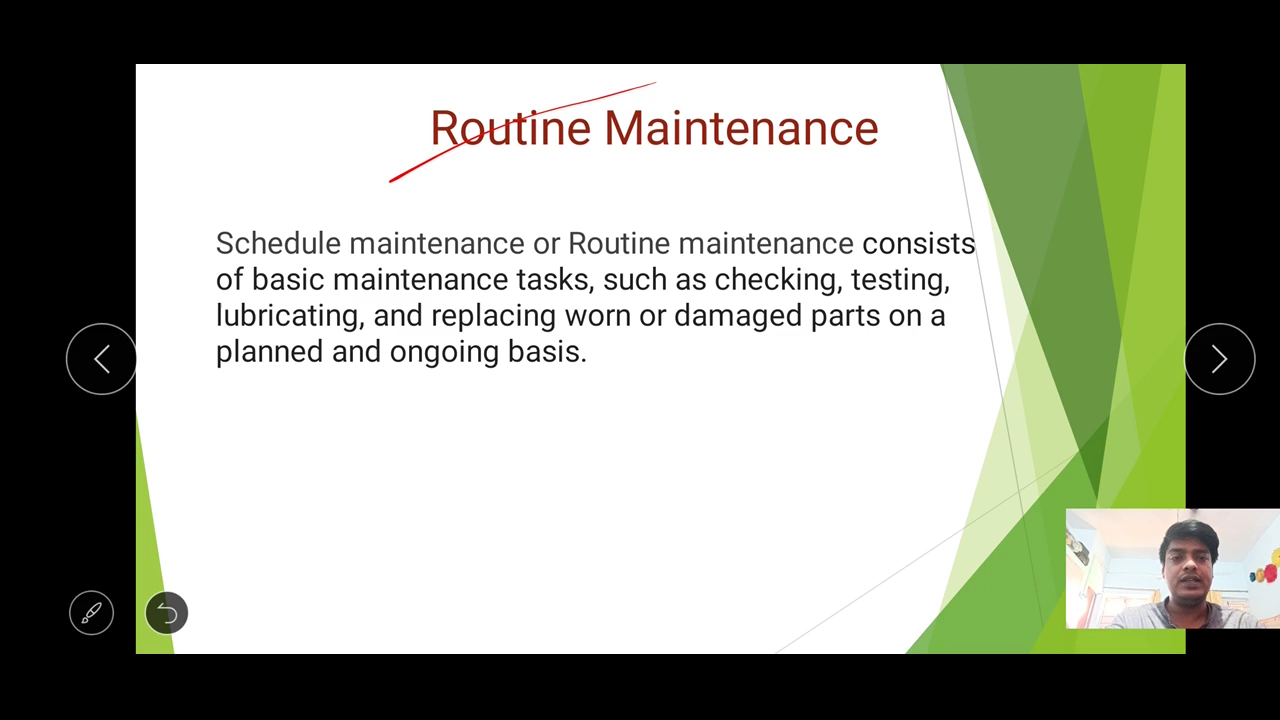 Routine Maintenance
Schedule maintenance or Routine maintenance consists
of basic maintenance tasks, such as checking, testing,
lubricating, and replacing worn or damaged parts on a
planned and ongoing basis.